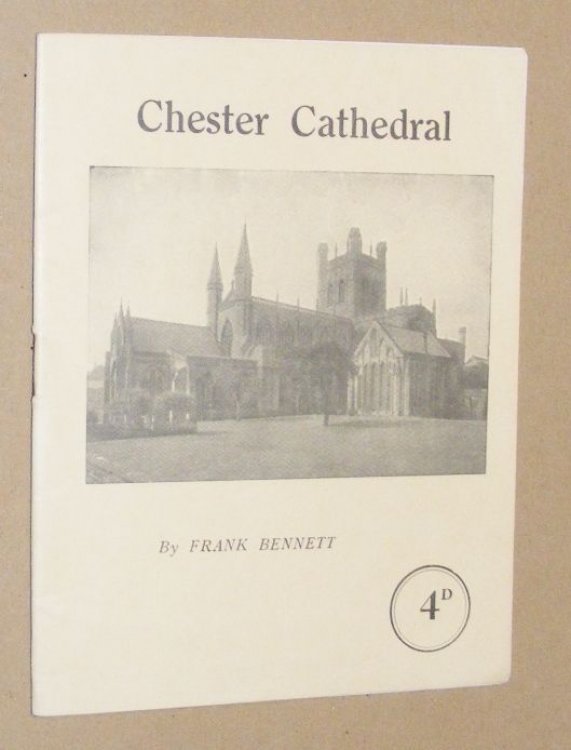 Chester Cathedral
By FRANK BENNETT
4D